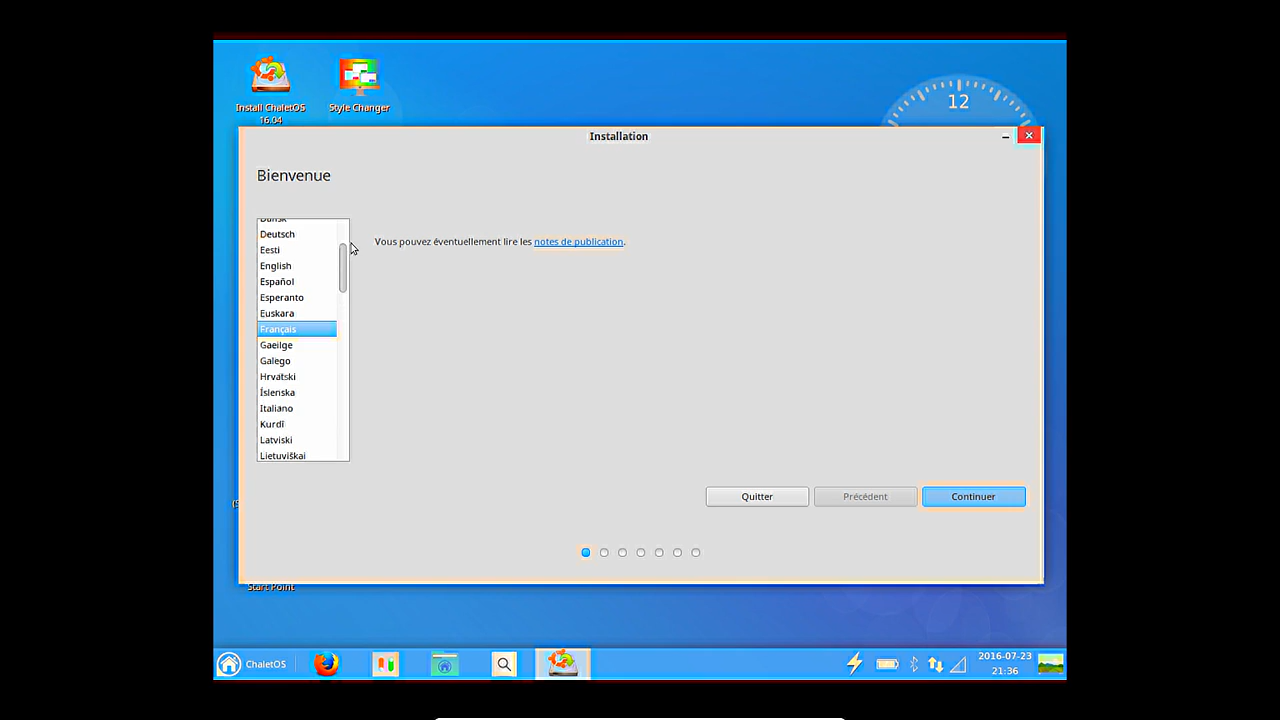 Install ChaletOS
16.04
Style Changer
12
Installation
Bienvenue
Dansk
Deutsch
Eesti
English
Español
Esperanto
Euskara
Français
Gaeilge
Galego
Hrvatski
Íslenska
Italiano
Kurdî
Latviski
Lietuviškai
Vous pouvez éventuellement lire les notes de publication.
Quitter
Précédent
Continuer
Start Point
ChaletOS
2016-07-23
21:36